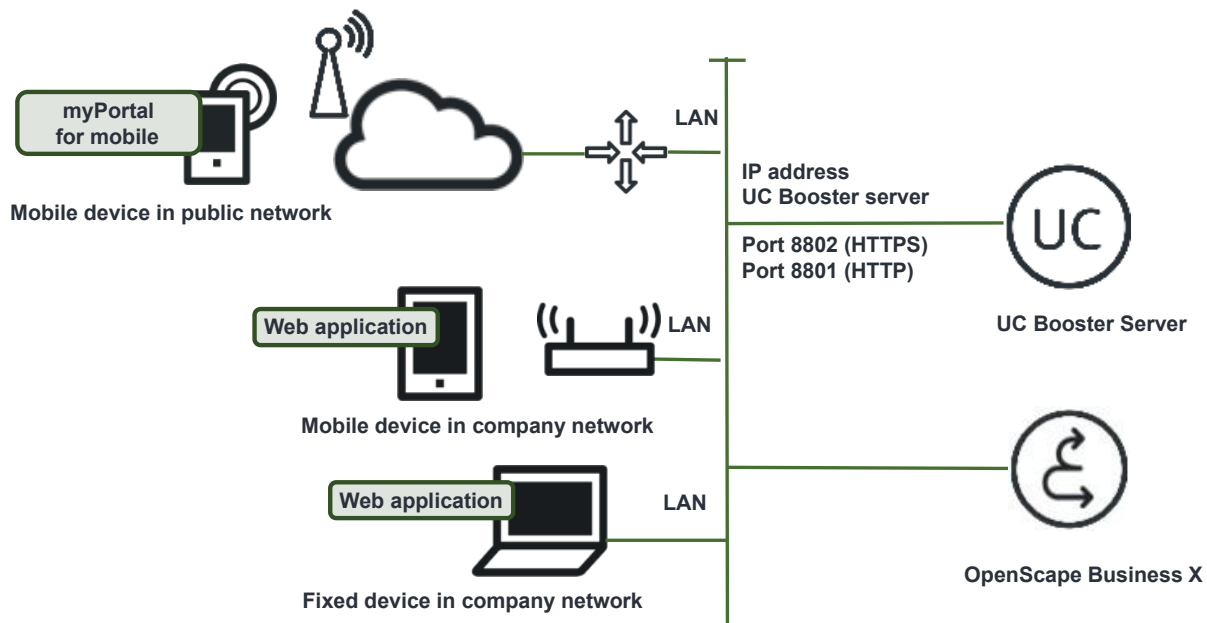 myPortal
for mobile
Mobile device in public network
LAN
IP address
UC Booster server
Port 8802 (HTTPS)
Port 8801 (HTTP)
UC
UC Booster Server
Web application
LAN
Mobile device in company network
Web application
LAN
Fixed device in company network
OpenScape Business X